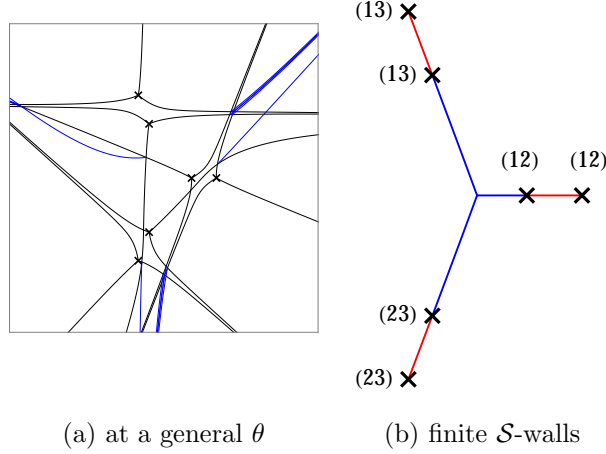 (13)
(13)
(12) (12)
(23)
(23)
(a) at a general θ
(b) finite 𝒮-walls